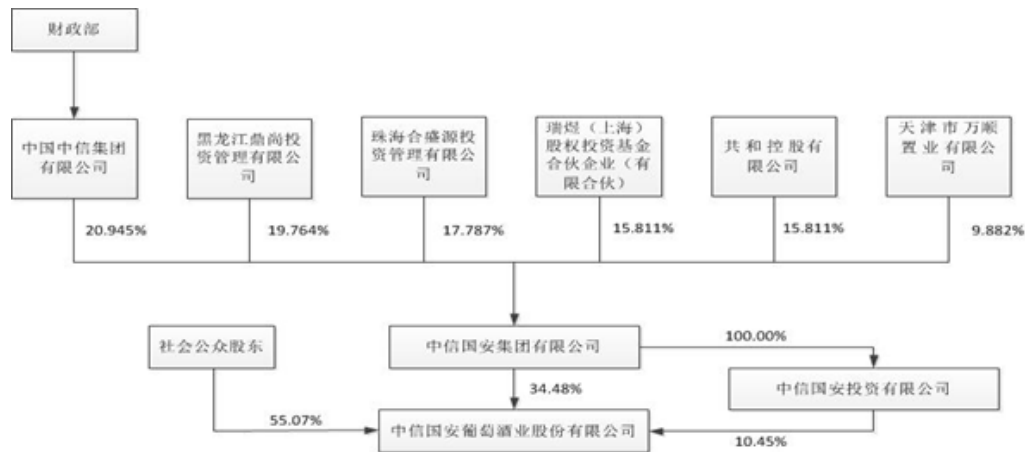 财政部
中国中信集团
有限公司
黑龙江鼎尚投
资管理有限公
司
珠海合盛源投
资管理有限公
司
瑞煜（上海）
股权投资基金
合伙企业（有
限合伙）
共和控股有
限公司
天津市万顺
置业有限公
司
20.945%
19.764%
17.787%
15.811%
15.811%
9.882%
社会公众股东
中信国安集团有限公司
100.00%
中信国安投资有限公司
34.48%
55.07%
中信国安葡萄酒业股份有限公司
10.45%